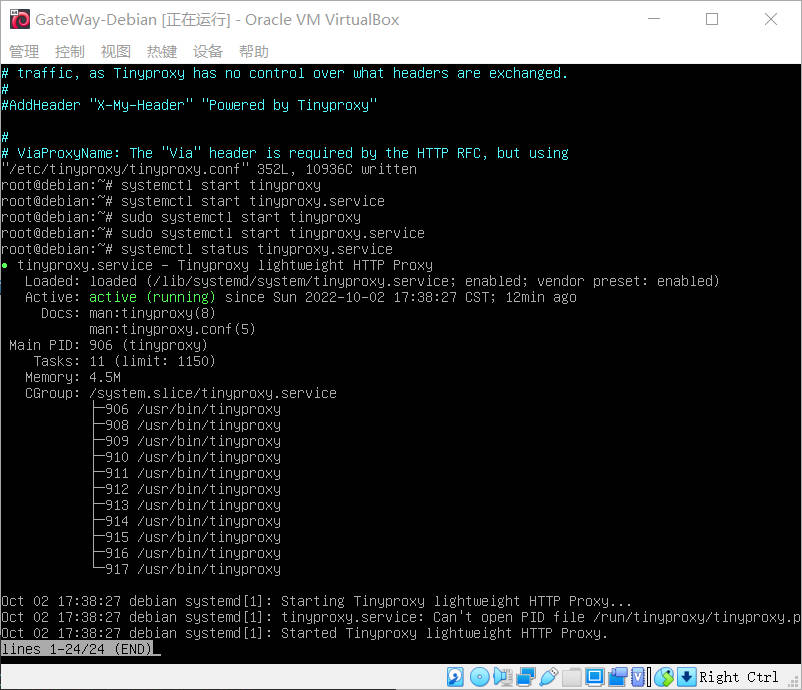 GateWay-Debian [正在运行] - Oracle VM VirtualBox
管理 控制 视图 热键 设备 帮助
# traffic, as Tinyproxy has no control over what headers are exchanged.
#
#AddHeader "X-My-Header" "Powered by Tinyproxy"
#
# ViaProxyName: The "Via" header is required by the HTTP RFC, but using
"/etc/tinyproxy/tinyproxy.conf" 352L, 10936C written
root@debian:~# systemctl start tinyproxy
root@debian:~# systemctl start tinyproxy.service
root@debian:~# sudo systemctl start tinyproxy
root@debian:~# sudo systemctl start tinyproxy.service
root@debian:~# systemctl status tinyproxy.service
● tinyproxy.service - Tinyproxy lightweight HTTP Proxy
Loaded: loaded (/lib/systemd/system/tinyproxy.service; enabled; vendor preset: enabled)
Active: active (running) since Sun 2022-10-02 17:38:27 CST; 12min ago
Docs: man:tinyproxy(8)
man:tinyproxy.conf(5)
Main PID: 906 (tinyproxy)
Tasks: 11 (limit: 1150)
Memory: 4.5M
CGroup: /system.slice/tinyproxy.service
├─906 /usr/bin/tinyproxy
├─908 /usr/bin/tinyproxy
├─909 /usr/bin/tinyproxy
├─910 /usr/bin/tinyproxy
├─911 /usr/bin/tinyproxy
├─912 /usr/bin/tinyproxy
├─913 /usr/bin/tinyproxy
├─914 /usr/bin/tinyproxy
├─915 /usr/bin/tinyproxy
├─916 /usr/bin/tinyproxy
└─917 /usr/bin/tinyproxy
Oct 02 17:38:27 debian systemd[1]: Starting Tinyproxy lightweight HTTP Proxy...
Oct 02 17:38:27 debian systemd[1]: tinyproxy.service: Can't open PID file /run/tinyproxy/tinyproxy.p
Oct 02 17:38:27 debian systemd[1]: Started Tinyproxy lightweight HTTP Proxy.
lines 1-24/24 (END)
Right Ctrl